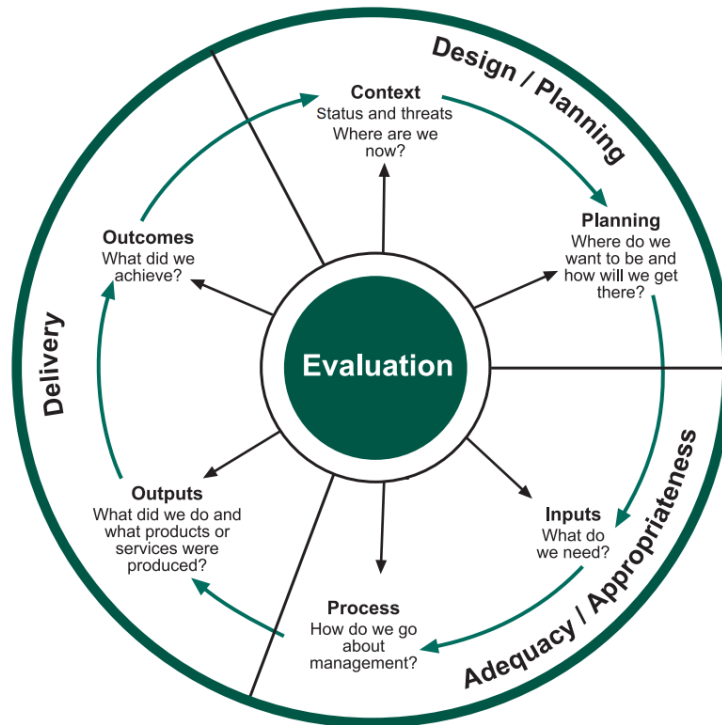 Design / Planning
Context
Status and threats
Where are we
now?
Planning
Where do we
want to be and
how will we get
there?
Outcomes
What did we
achieve?
Delivery
Evaluation
Outputs
What did we do and
what products or
services were
produced?
Inputs
What do
we need?
Process
How do we go
about
management?
Adequacy / Appropriateness